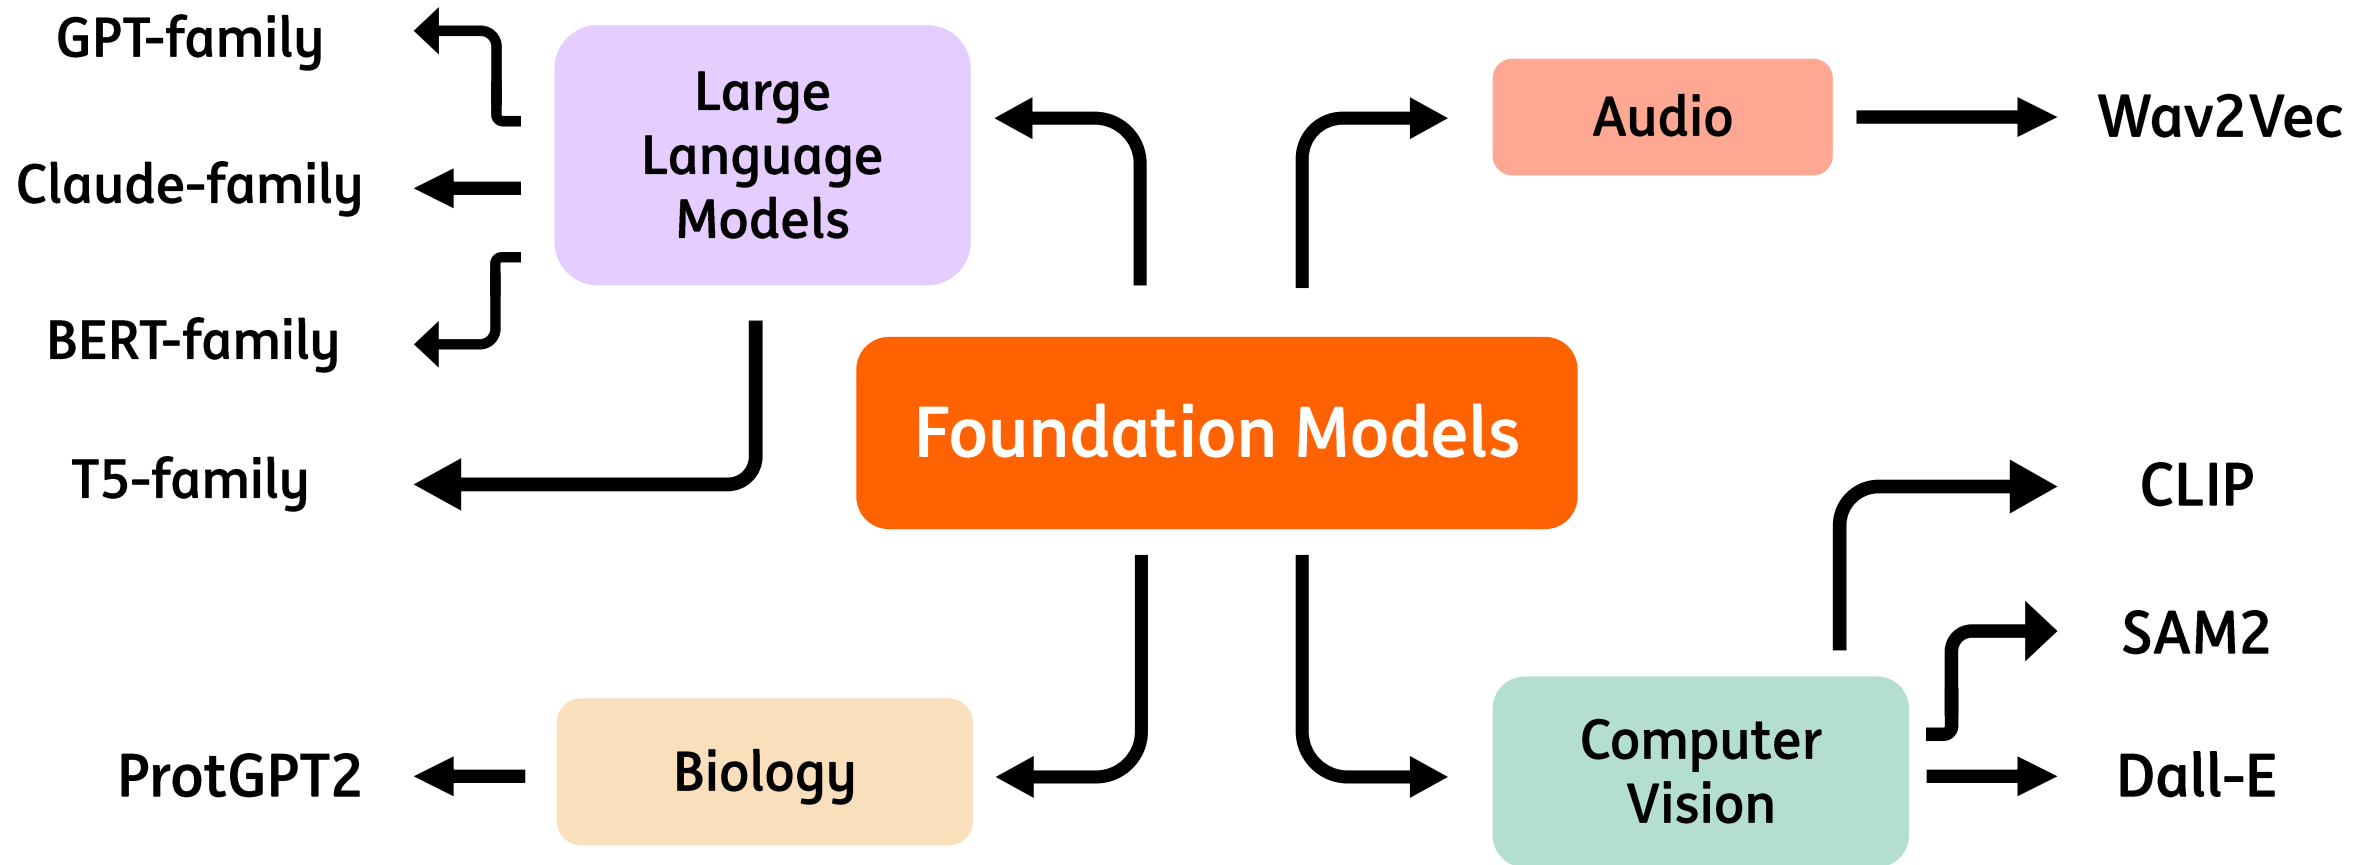 GPT-family
Claude-family
BERT-family
T5-family
Large
Language
Models
Audio
Wav2Vec
Foundation Models
CLIP
SAM2
Dall-E
Computer
Vision
Biology
ProtGPT2